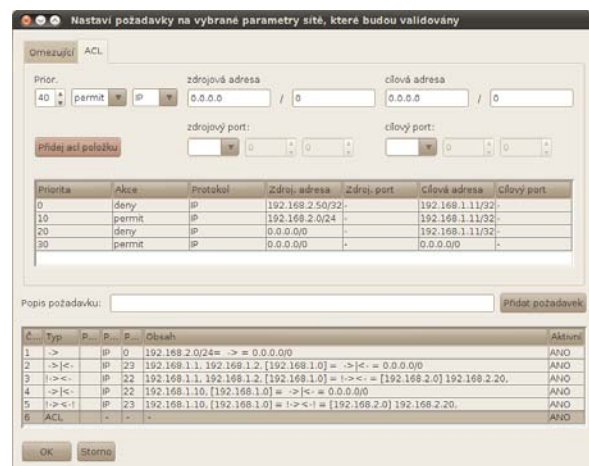 Nastaví požadavky na vybrané parametry sítě, které budou validovány
Omezující ACL
Prior. zdrojová adresa cílová adresa
40 permit IP 0.0.0.0 / 0 0.0.0.0 / 0
zdrojový port: cílový port:
Přidej acl položku 0 0 0 0
Priorita Akce Protokol Zdroj. adresa Zdroj. port Cílová adresa Cílový port
0 deny IP 192.168.2.50/32 - 192.168.1.11/32 -
10 permit IP 192.168.2.0/24 - 192.168.1.11/32 -
20 deny IP 0.0.0.0/0 - 192.168.1.11/32 -
30 permit IP 0.0.0.0/0 - 0.0.0.0/0 -
Popis požadavku: Přidat požadavek
Č... Typ P... P... P... Obsah Aktivní
1 -> IP 0 192.168.2.0/24= -> = 0.0.0.0/0 ANO
2 ->|<- IP 23 192.168.1.1, 192.168.1.2, [192.168.1.0] = ->|<- = 0.0.0.0/0 ANO
3 !-><- IP 22 192.168.1.1, 192.168.1.2, [192.168.1.0] = !-><- = [192.168.2.0] 192.168.2.20, ANO
4 ->|<- IP 22 192.168.1.10, [192.168.1.0] = ->|<- = 0.0.0.0/0 ANO
5 !-><-! IP 23 192.168.1.10, [192.168.1.0] = !-><-! = [192.168.2.0] 192.168.2.20, ANO
6 ACL - - - ANO
OK Storno